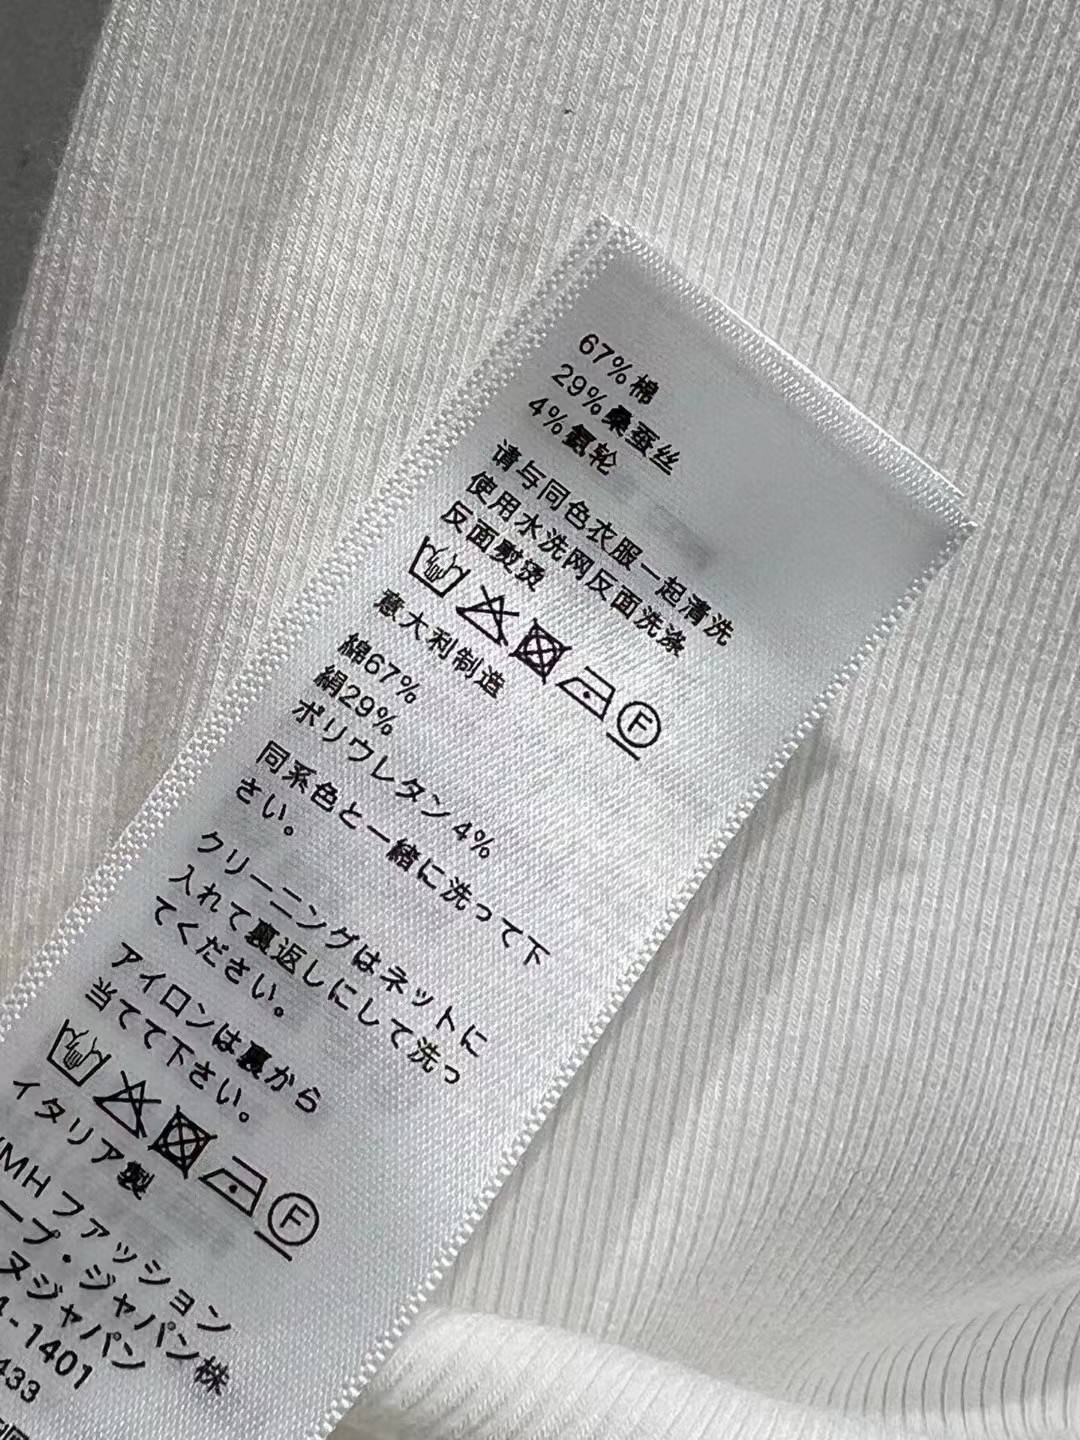 67%棉
29%桑蚕丝
4%氨轮
请与同色衣服一起清洗
使用水洗网反面洗涤
反面熨烫
F
意大利制造
綿67%
絹29%
ポリウレタン4%
同系色と一緒に洗って下
さい。
クリーニングはネットに
入れて裏返しにして洗っ
てください。
アイロンは裏から
当てて下さい。
F
イタリア製
MH ファッション
ープ・ジャパン株
ヌジャパン
4-1401
433